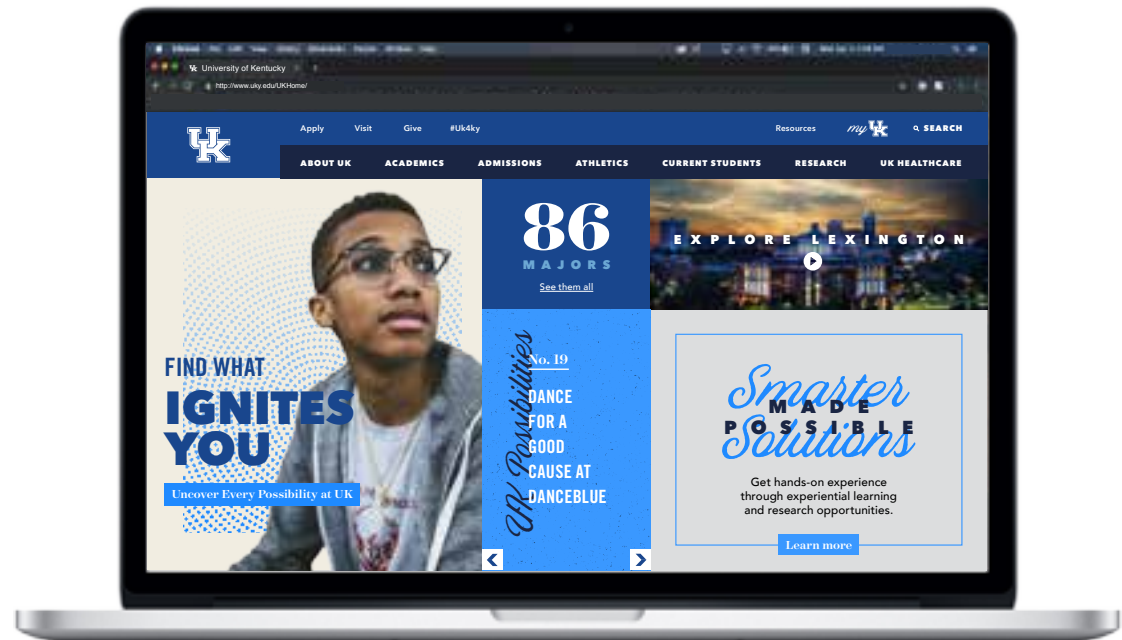 University of Kentucky
http://www.uky.edu/UKHome/
UK
Apply Visit Give #Uk4ky
Resources my UK SEARCH
ABOUT UK ACADEMICS ADMISSIONS ATHLETICS CURRENT STUDENTS RESEARCH UK HEALTHCARE
FIND WHAT
IGNITES
YOU
Uncover Every Possibility at UK
86
MAJORS
See them all
EXPLORE LEXINGTON
UK Possibilities
No. 19
DANCE
FOR A
GOOD
CAUSE AT
DANCEBLUE
Smarter
MADE
POSSIBLE
Solutions
Get hands-on experience
through experiential learning
and research opportunities.
Learn more